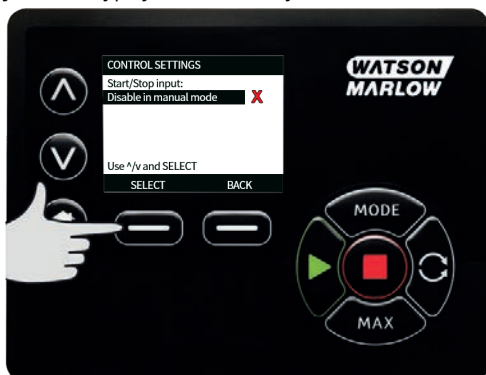 CONTROL SETTINGS
Start/Stop input:
Disable in manual mode X
Use ^/v and SELECT
SELECT BACK
WATSON
MARLOW
MODE
MAX